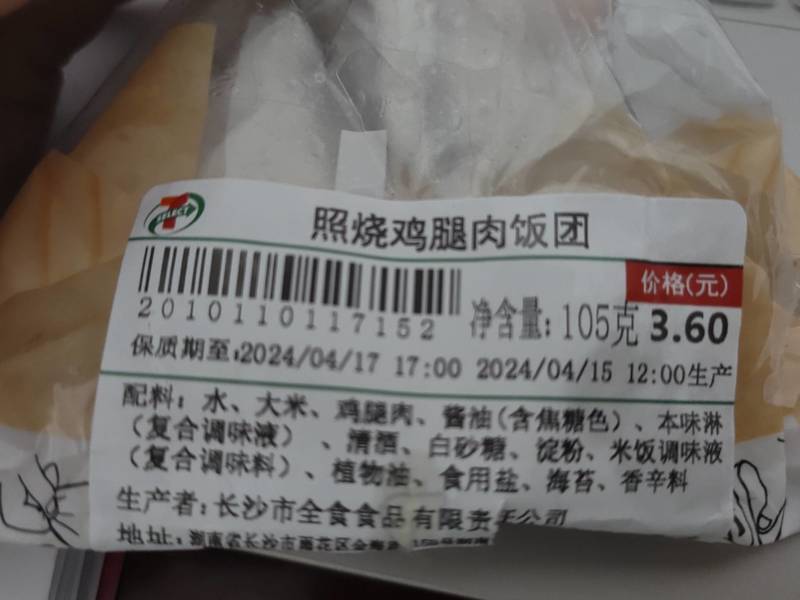 7
SELECT
照烧鸡腿肉饭团
价格(元)
2010110117152
净含量: 105克 3.60
保质期至:2024/04/17 17:00 2024/04/15 12:00生产
配料: 水、大米、鸡腿肉、酱油(含焦糖色)、本味淋
(复合调味液)、清酒、白砂糖、淀粉、米饭调味液
(复合调味料)、植物油、食用盐、海苔、香辛料
生产者: 长沙市全食食品有限责任公司
地址: 湖南省长沙市雨花区